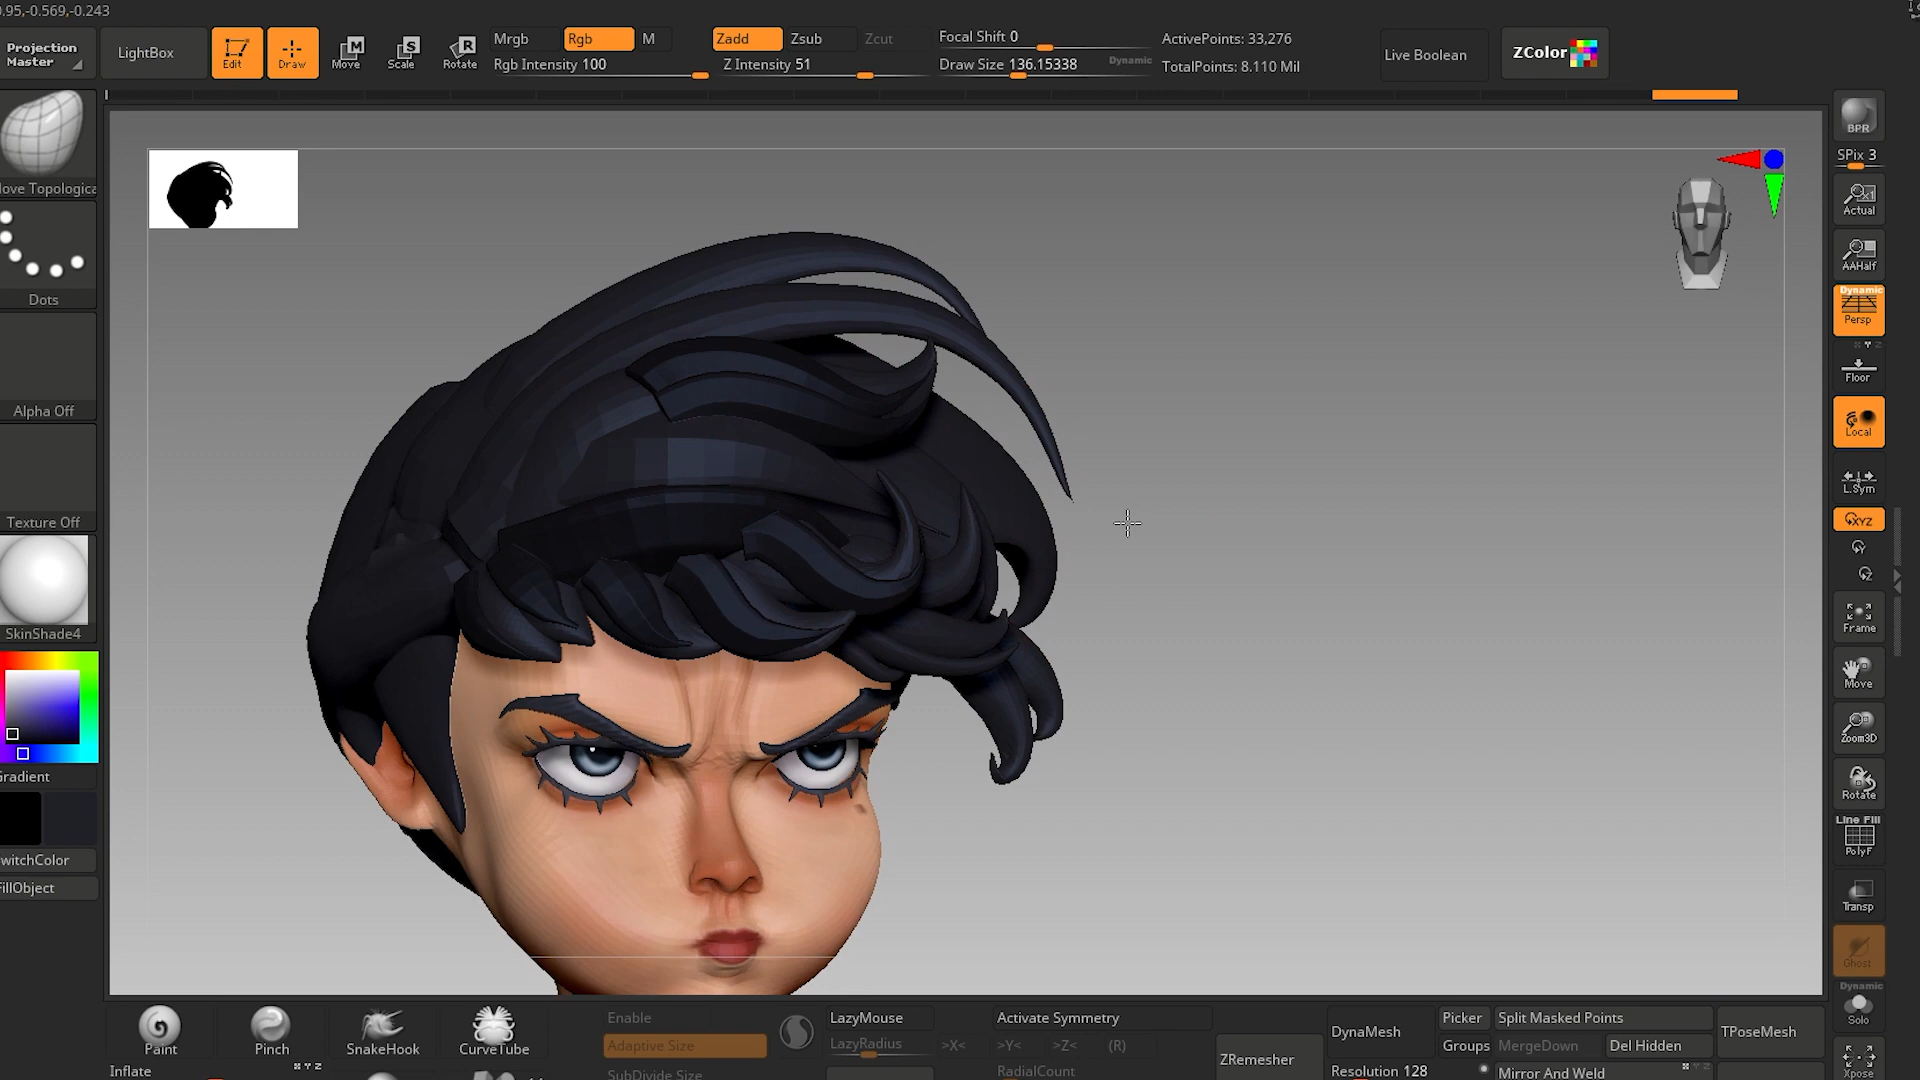 0.95,-0.569,-0.243
Projection
Master
LightBox
Edit
Draw
M
Move
S
Scale
R
Rotate
Mrgb
Rgb
M
Rgb Intensity 100
Zadd
Zsub
Zcut
Z Intensity 51
Focal Shift 0
Draw Size 136.15338
Dynamic
ActivePoints: 33,276
TotalPoints: 8.110 Mil
Live Boolean
ZColor
ove Topologica
Dots
Alpha Off
Texture Off
SkinShade4
Gradient
witchColor
FillObject
BPR
SPix 3
x1
Actual
AAHalf
Dynamic
Persp
X Y Z
Floor
Local
L.Sym
XYZ
Y
Z
Frame
Move
Zoom3D
Rotate
Line Fill
PolyF
Transp
Ghost
Dynamic
Solo
Xpose
Paint
Pinch
SnakeHook
CurveTube
Inflate
X Y Z
Enable
Adaptive Size
SubDivide Size
LazyMouse
LazyRadius
Activate Symmetry
>X<
>Y<
>Z<
(R)
RadialCount
ZRemesher
DynaMesh
Resolution 128
Picker
Groups
Split Masked Points
MergeDown
Del Hidden
Mirror And Weld
TPoseMesh